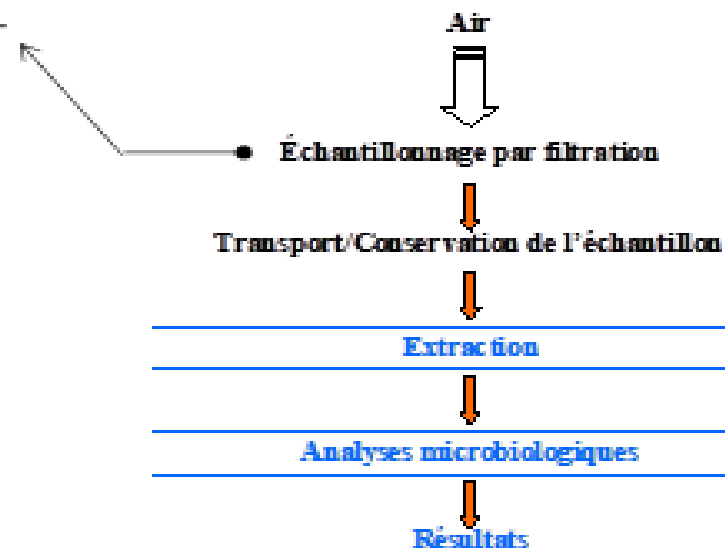 Air
Échantillonnage par filtration
Transport/Conservation de l'échantillon
Extraction
Analyses microbiologiques
Résultats